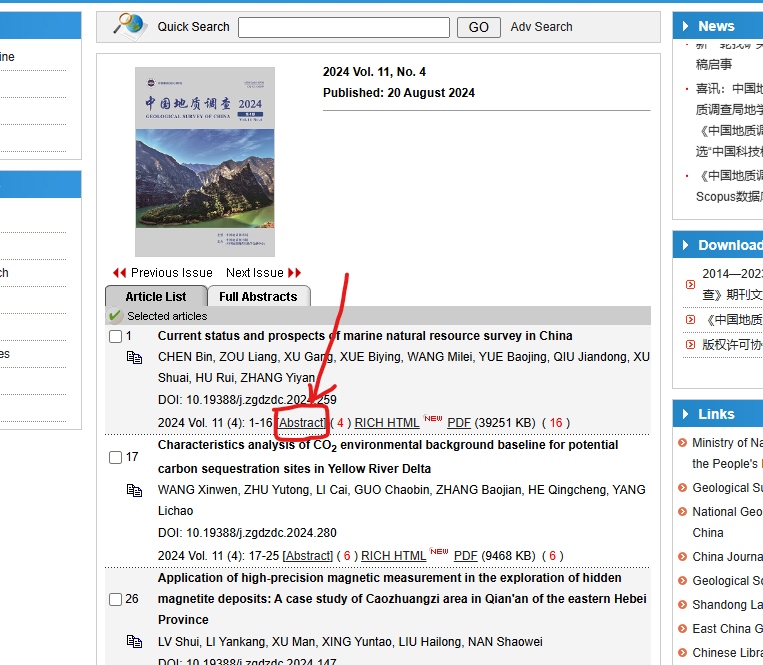 ine
ch
es
Quick Search
GO
Adv Search
中国地质调查 2024
GEOLOGICAL SURVEY OF CHINA
2024 Vol. 11, No. 4
Published: 20 August 2024
Previous Issue Next Issue
Article List Full Abstracts
Selected articles
1 Current status and prospects of marine natural resource survey in China
CHEN Bin, ZOU Liang, XU Gang, XUE Biying, WANG Milei, YUE Baojing, QIU Jiandong, XU
Shuai, HU Rui, ZHANG Yiyan
DOI: 10.19388/j.zgdzdc.2024.259
2024 Vol. 11 (4): 1-16 [Abstract] ( 4 ) RICH HTML NEW PDF (39251 KB) ( 16 )
Characteristics analysis of CO2 environmental background baseline for potential
17 carbon sequestration sites in Yellow River Delta
WANG Xinwen, ZHU Yutong, LI Cai, GUO Chaobin, ZHANG Baojian, HE Qingcheng, YANG
Lichao
DOI: 10.19388/j.zgdzdc.2024.280
2024 Vol. 11 (4): 17-25 [Abstract] ( 6 ) RICH HTML NEW PDF (9468 KB) ( 6 )
Application of high-precision magnetic measurement in the exploration of hidden
26 magnetite deposits: A case study of Caozhuangzi area in Qian'an of the eastern Hebei
Province
LV Shui, LI Yankang, XU Man, XING Yuntao, LIU Hailong, NAN Shaowei
DOI: 10.19388/j.zgdzdc.2024.147
News
稿启事
喜讯：中国地
质调查局地学
《中国地质调
选“中国科技核
《中国地质调
Scopus数据库
Download
2014—2023
查》期刊文
《中国地质
版权许可协
Links
Ministry of Na
the People's
Geological Su
National Geo
China
China Journa
Geological So
Shandong La
East China G
Chinese Libra